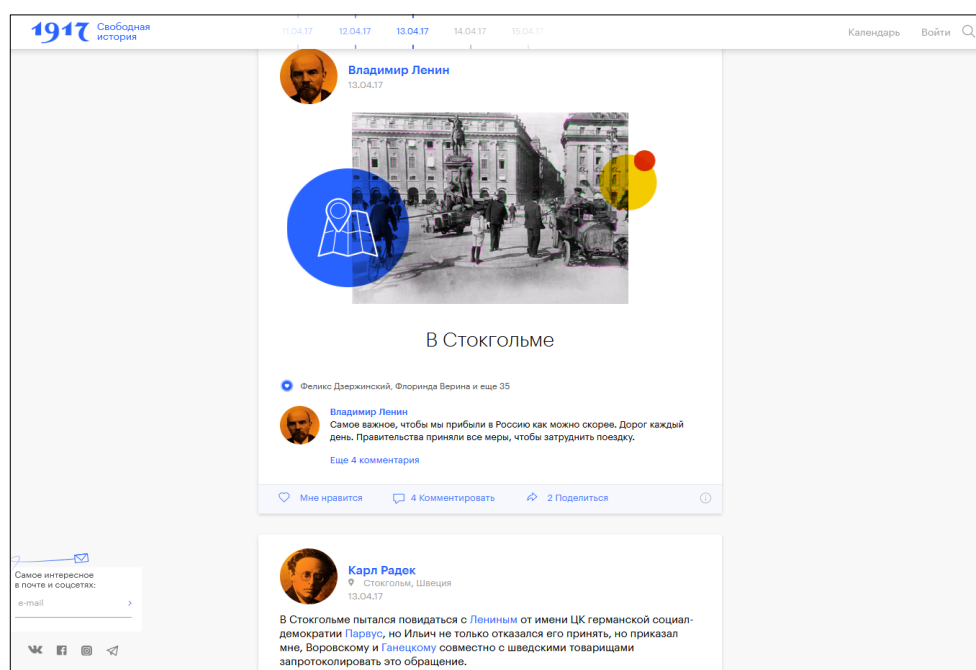 1917 Свободная
история
11.04.17 12.04.17 13.04.17 14.04.17 15.04.17
Календарь Войти
Владимир Ленин
13.04.17
В Стокгольме
Феликс Дзержинский, Флоринда Верина и еще 35
Владимир Ленин
Самое важное, чтобы мы прибыли в Россию как можно скорее. Дорог каждый
день. Правительства приняли все меры, чтобы затруднить поездку.
Еще 4 комментария
Мне нравится 4 Комментировать 2 Поделиться
Карл Радек
Стокгольм, Швеция
13.04.17
В Стокгольме пытался повидаться с Лениным от имени ЦК германской социал-
демократии Парвус, но Ильич не только отказался его принять, но приказал
мне, Воровскому и Ганецкому совместно с шведскими товарищами
запротоколировать это обращение.
Самое интересное
в почте и соцсетях:
e-mail